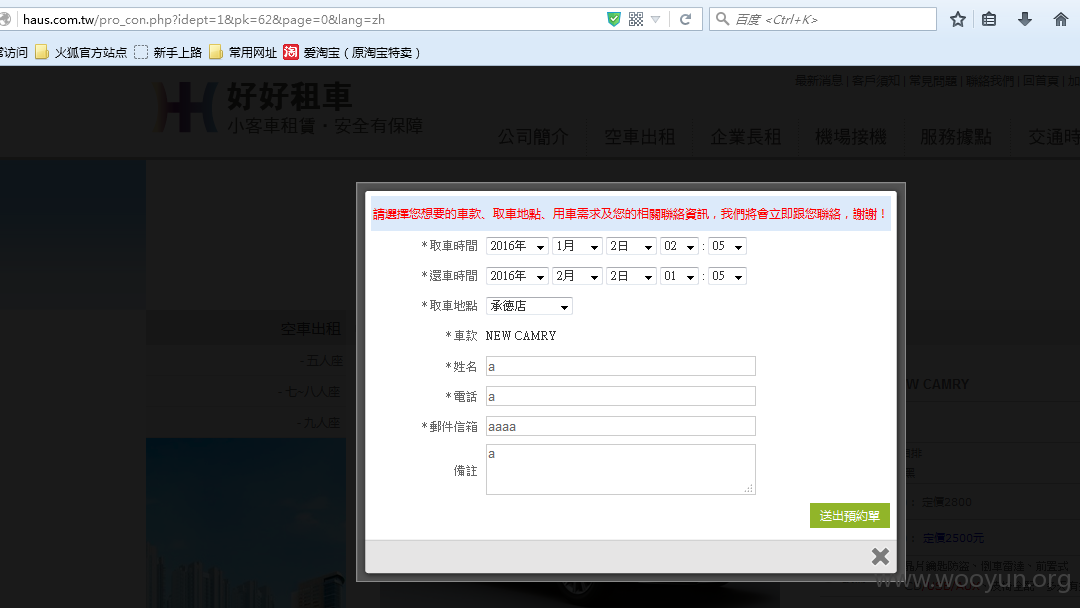 haus.com.tw/pro_con.php?idept=1&pk=62&page=0&lang=zh
百度 <Ctrl+K>
常访问 火狐官方站点 新手上路 常用网址 淘 爱淘宝（原淘宝特卖）
最新消息 | 客戶須知 | 常見問題 | 聯絡我們 | 回首頁 | 加
好好租車
小客車租賃・安全有保障
公司簡介 空車出租 企業長租 機場接機 服務據點 交通時
請選擇您想要的車款、取車地點、用車需求及您的相關聯絡資訊，我們將會立即跟您聯絡，謝謝！
*取車時間 2016年 1月 2日 02 : 05
*還車時間 2016年 2月 2日 01 : 05
*取車地點 承德店
*車款 NEW CAMRY
*姓名 a
*電話 a
*郵件信箱 aaaa
備註 a
送出預約單
空車出租
- 五人座
- 七~八人座
- 九人座
W CAMRY
： 定價2800
： 定價2500元
www.wooyun.org